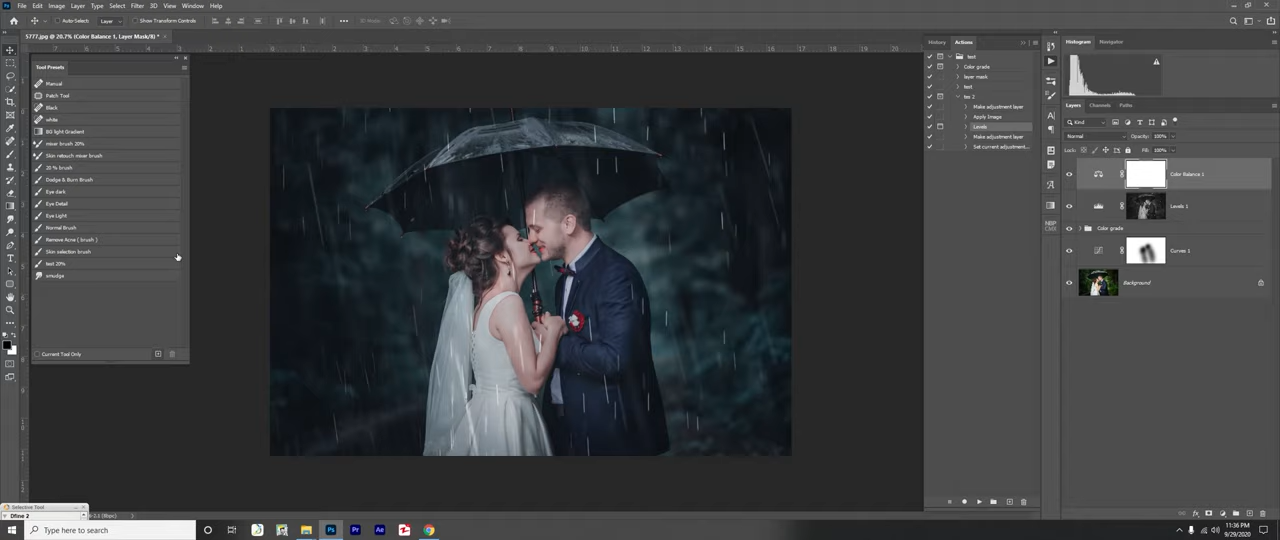 File Edit Image Layer Type Select Filter 3D View Window Help
Auto-Select: Layer Show Transform Controls
5777.jpg @ 20.7% (Color Balance 1, Layer Mask/8) *
Tool Presets
Manual
Patch Tool
Black
white
BG light Gradient
mixer brush 20%
Skin retouch mixer brush
20 % brush
Dodge & Burn Brush
Eye dark
Eye Detail
Eye Light
Normal Brush
Remove Acne ( brush )
Skin selection brush
test 20%
smudge
Current Tool Only
History Actions
text
Color grade
layer mask
text
Make adjustment layer
Apply Image
Levels
Make adjustment layer
Set current adjustment...
Histogram Navigator
Layers Channels Paths
Kind
Normal Opacity: 100%
Lock: Fill: 100%
Color Balance 1
Levels 1
Color grade
Curves 1
Background
Selective Tool
Dfine 2
Type here to search
11:36 PM
9/29/2020